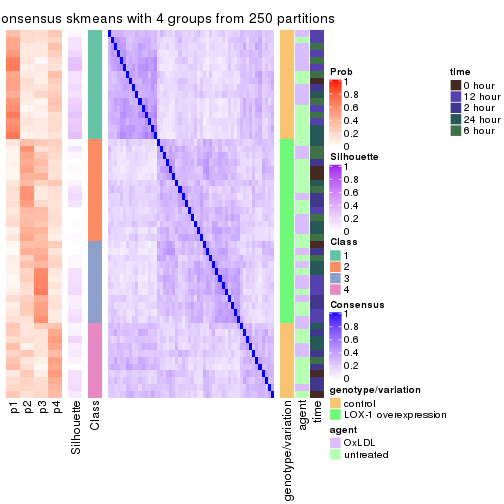 onsensus skmeans with 4 groups from 250 partitions
p1
p2
p3
p4
Silhouette
Class
genotype/variation
agent
time
Prob
1
0.8
0.6
0.4
0.2
0
Silhouette
1
0.8
0.6
0.4
0.2
0
Class
1
2
3
4
Consensus
1
0.8
0.6
0.4
0.2
0
genotype/variation
control
LOX-1 overexpression
agent
OxLDL
untreated
time
0 hour
12 hour
2 hour
24 hour
6 hour